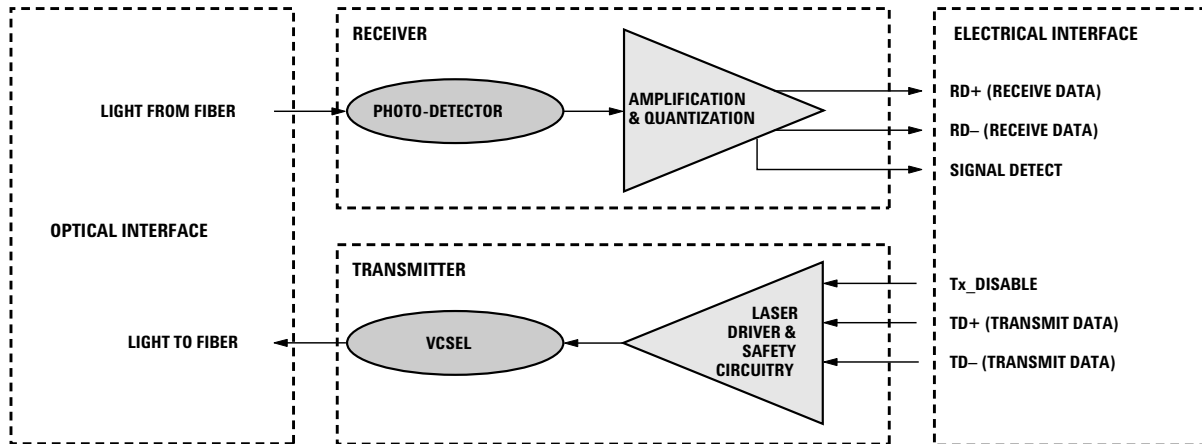 RECEIVER
ELECTRICAL INTERFACE
LIGHT FROM FIBER
PHOTO-DETECTOR
AMPLIFICATION
& QUANTIZATION
RD+ (RECEIVE DATA)
RD– (RECEIVE DATA)
SIGNAL DETECT
OPTICAL INTERFACE
TRANSMITTER
LIGHT TO FIBER
VCSEL
LASER
DRIVER &
SAFETY
CIRCUITRY
Tx_DISABLE
TD+ (TRANSMIT DATA)
TD– (TRANSMIT DATA)